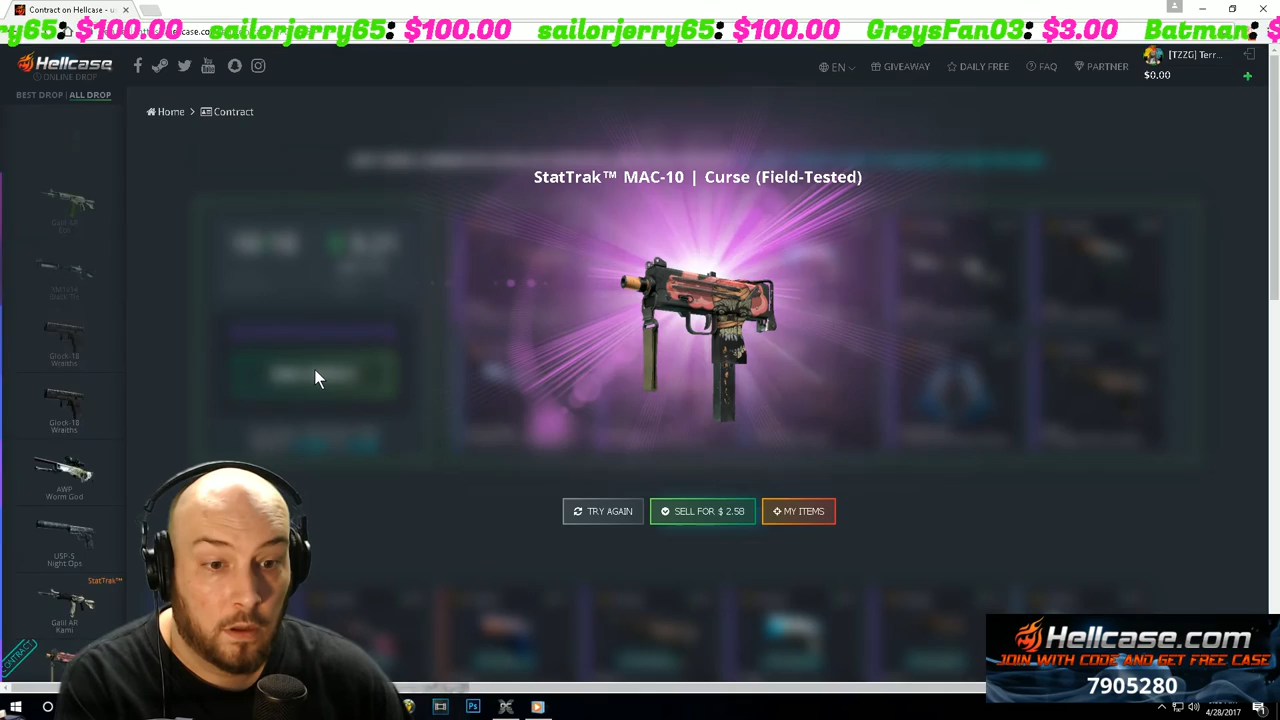 Contract on Hellcase - u
ry65: $100.00 sailorjerry65: $100.00 sailorjerry65: $100.00 GreysFan03: $3.00 Batman: $
Hellcase
ONLINE DROP
EN
GIVEAWAY
DAILY FREE
FAQ
PARTNER
[TZZG] Terr...
$0.00
BEST DROP | ALL DROP
Home > Contract
StatTrak™ MAC-10 | Curse (Field-Tested)
Glock-18
Wraiths
Glock-18
Wraiths
AWP
Worm God
USP-S
Night Ops
StatTrak™
Galil AR
Kami
CONTRACT
TRY AGAIN
SELL FOR $ 2.58
MY ITEMS
Hellcase.com
JOIN WITH CODE AND GET FREE CASE
7905280
4/28/2017